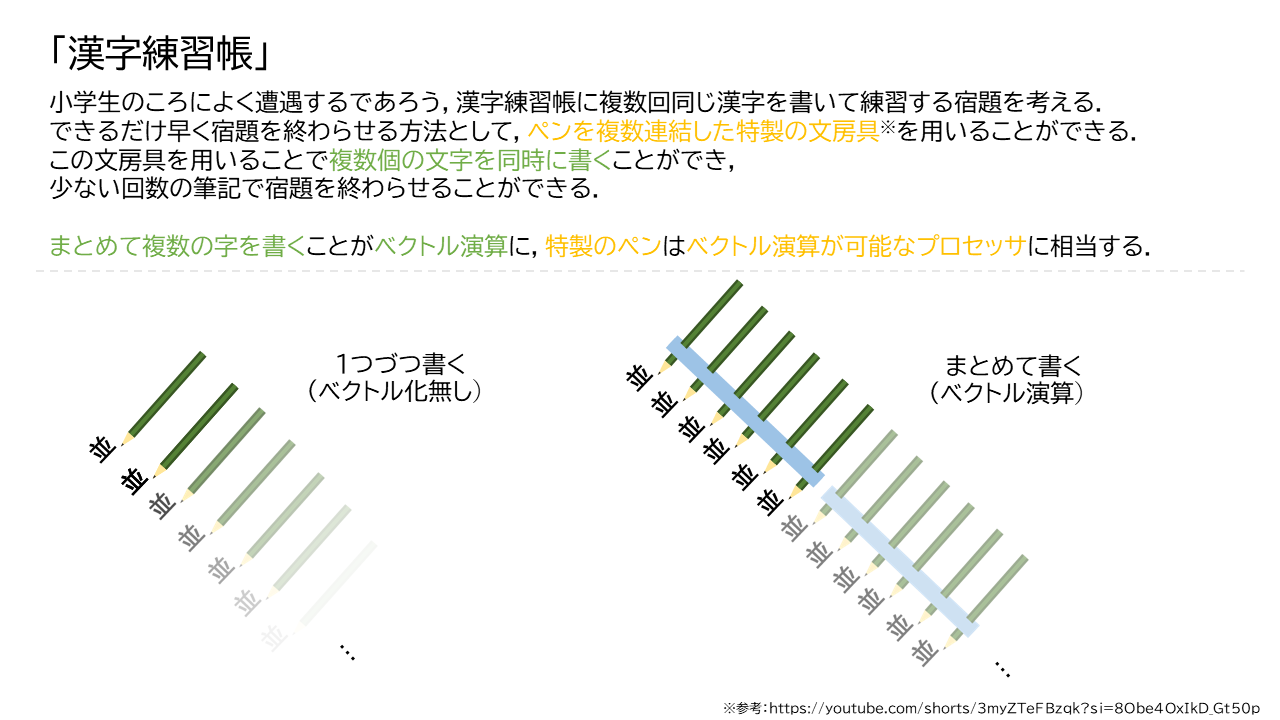 「漢字練習帳」
小学生のころによく遭遇するであろう，漢字練習帳に複数回同じ漢字を書いて練習する宿題を考える．
できるだけ早く宿題を終わらせる方法として，ペンを複数連結した特製の文房具※を用いることができる．
この文房具を用いることで複数個の文字を同時に書くことができ，
少ない回数の筆記で宿題を終わらせることができる．
まとめて複数の字を書くことがベクトル演算に，特製のペンはベクトル演算が可能なプロセッサに相当する．
1つづつ書く
（ベクトル化無し）
並
並
並
並
並
並
並
…
まとめて書く
（ベクトル演算）
並
並
並
並
並
並
並
並
並
並
並
並
…
※参考：https://youtube.com/shorts/3myZTeFBzqk?si=8Obe4OxIkD_Gt50p